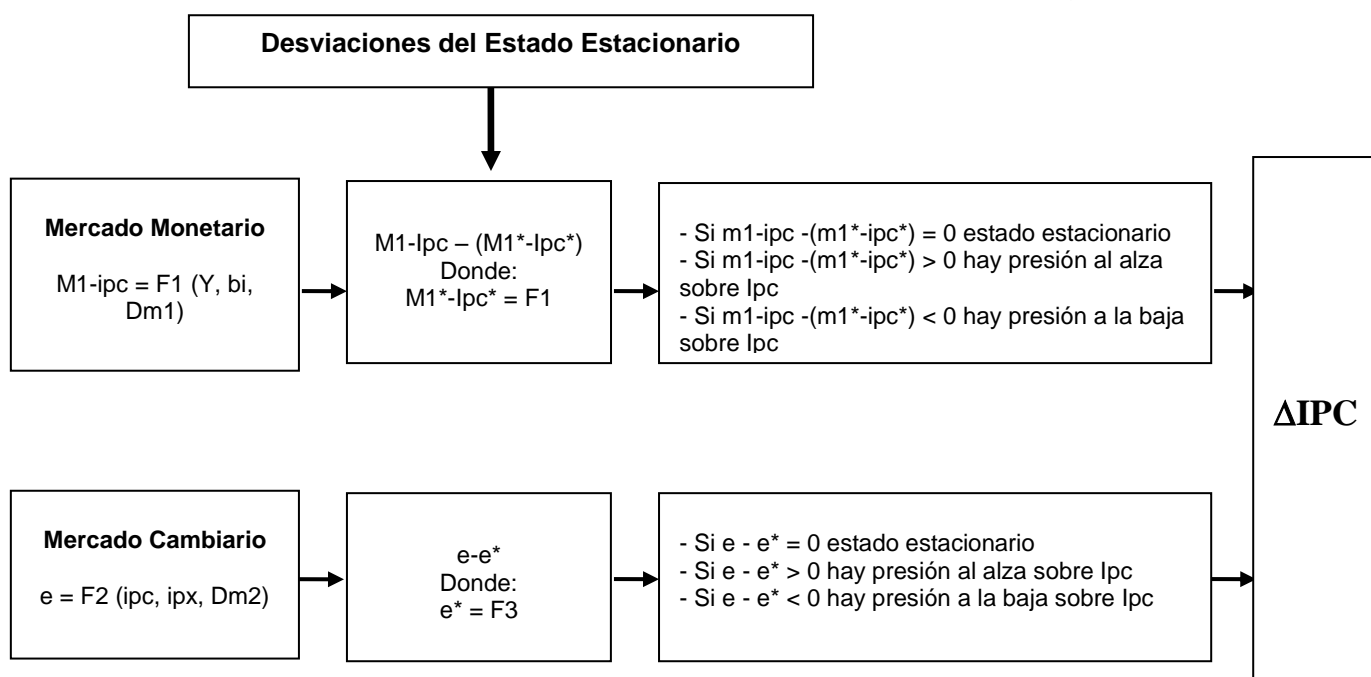 Desviaciones del Estado Estacionario
Mercado Monetario
M1-ipc = F1 (Y, bi,
Dm1)
M1-Ipc – (M1*-Ipc*)
Donde:
M1*-Ipc* = F1
- Si m1-ipc -(m1*-ipc*) = 0 estado estacionario
- Si m1-ipc -(m1*-ipc*) > 0 hay presión al alza
sobre Ipc
- Si m1-ipc -(m1*-ipc*) < 0 hay presión a la baja
sobre Ipc
ΔIPC
Mercado Cambiario
e = F2 (ipc, ipx, Dm2)
e-e*
Donde:
e* = F3
- Si e - e* = 0 estado estacionario
- Si e - e* > 0 hay presión al alza sobre Ipc
- Si e - e* < 0 hay presión a la baja sobre Ipc